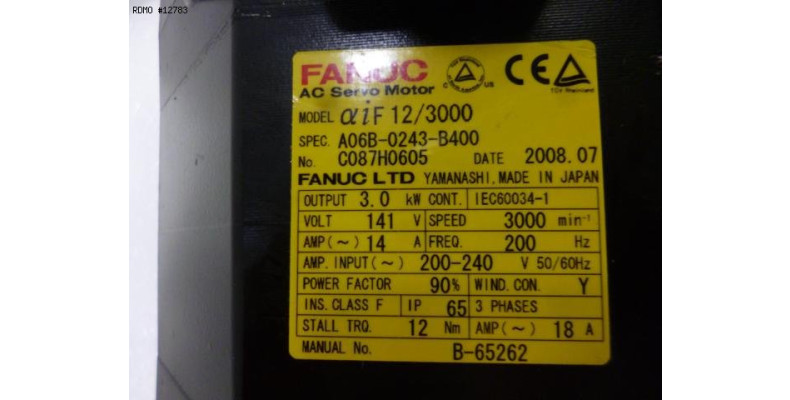 RDMO #12783
FANUC
AC Servo Motor
C US
TÜV Rheinland
MODEL αiF 12/3000
SPEC. A06B-0243-B400
No. C087H0605 DATE 2008.07
FANUC LTD YAMANASHI, MADE IN JAPAN
OUTPUT 3.0 kW CONT. IEC60034-1
VOLT 141 V SPEED 3000 min⁻¹
AMP(~) 14 A FREQ. 200 Hz
AMP. INPUT(~) 200-240 V 50/60Hz
POWER FACTOR 90% WIND. CON. Y
INS. CLASS F IP 65 3 PHASES
STALL TRQ. 12 Nm AMP(~) 18 A
MANUAL No. B-65262